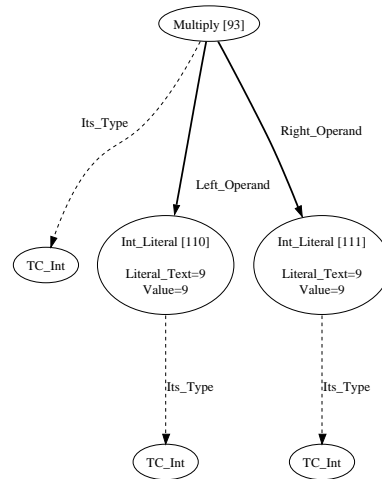 Multiply [93]
Its_Type
Right_Operand
Left_Operand
Int_Literal [110]
Literal_Text=9
Value=9
Int_Literal [111]
Literal_Text=9
Value=9
TC_Int
Its_Type
Its_Type
TC_Int
TC_Int